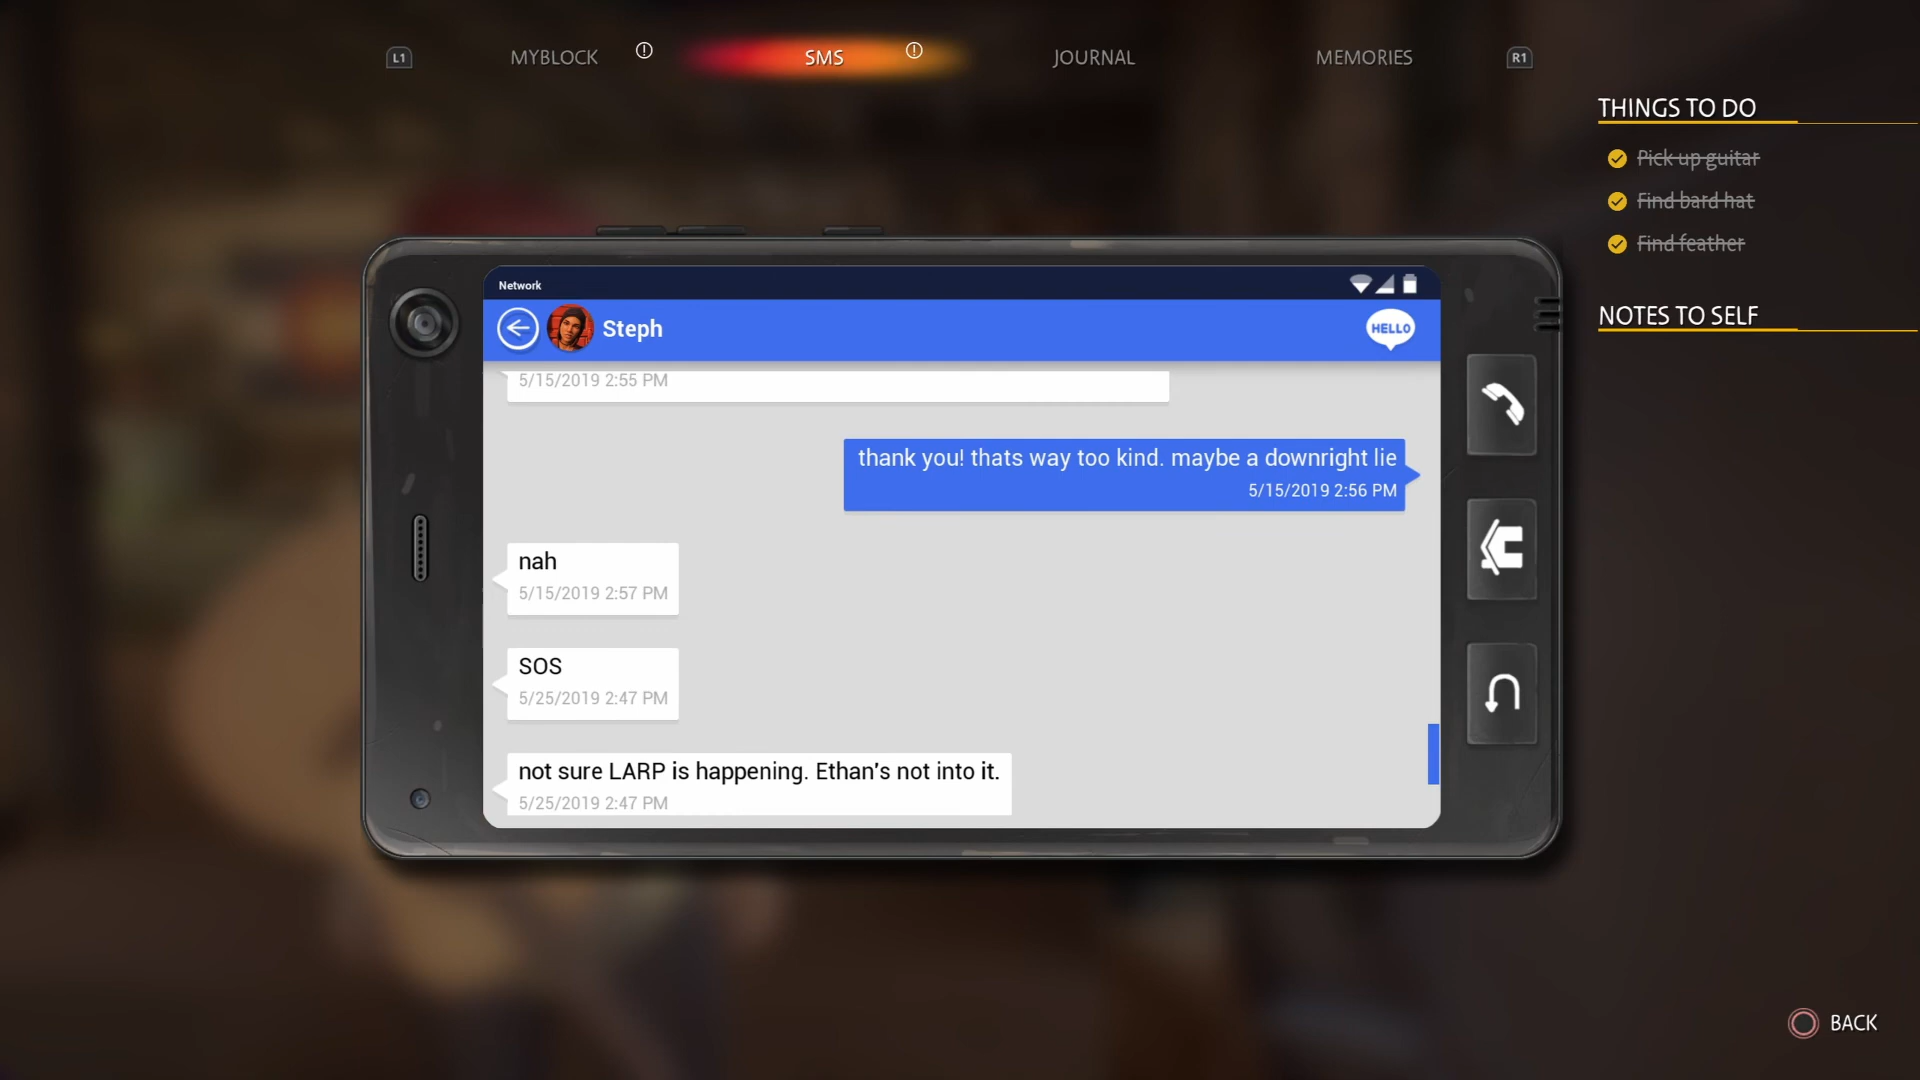 L1
MYBLOCK
SMS
JOURNAL
MEMORIES
R1
THINGS TO DO
Pick up guitar
Find bard hat
Find feather
NOTES TO SELF
Network
Steph
HELLO
5/15/2019 2:55 PM
thank you! thats way too kind. maybe a downright lie
5/15/2019 2:56 PM
nah
5/15/2019 2:57 PM
SOS
5/25/2019 2:47 PM
not sure LARP is happening. Ethan's not into it.
5/25/2019 2:47 PM
BACK